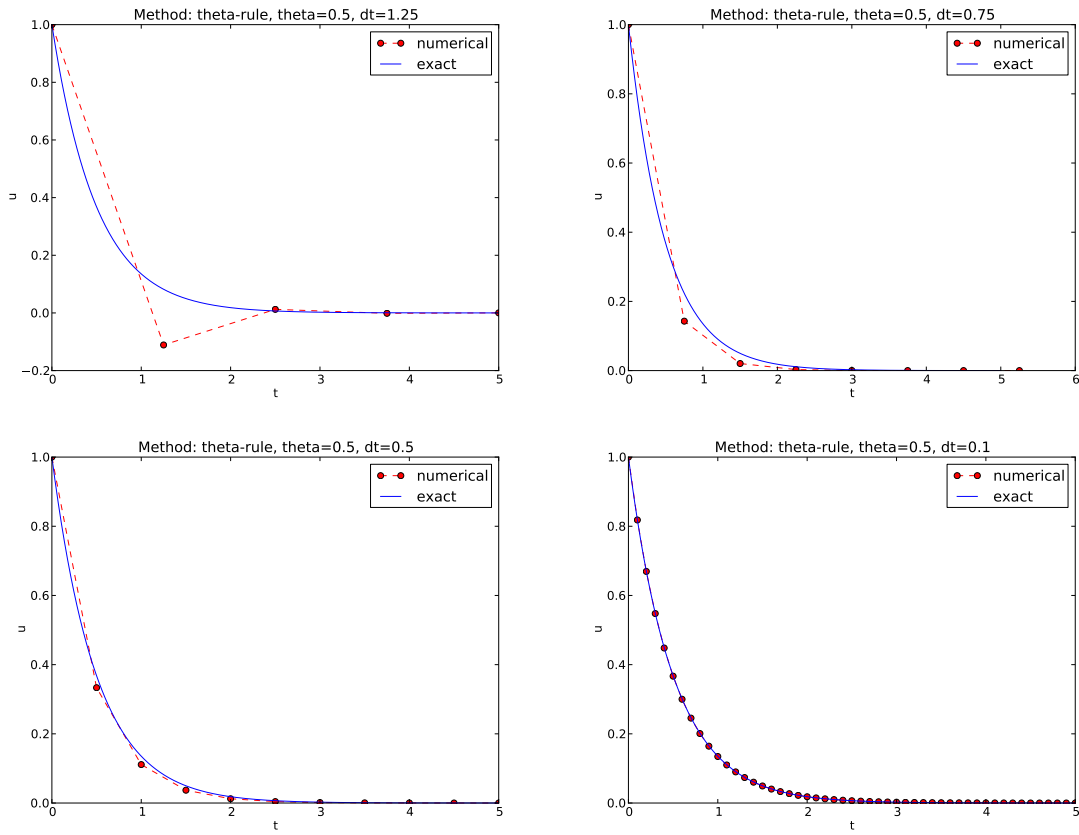 Method: theta-rule, theta=0.5, dt=1.25
1.0
0.8
0.6
0.4
0.2
0.0
−0.2
u
0 1 2 3 4 5
t
numerical
exact
Method: theta-rule, theta=0.5, dt=0.75
1.0
0.8
0.6
0.4
0.2
0.0
u
0 1 2 3 4 5 6
t
numerical
exact
Method: theta-rule, theta=0.5, dt=0.5
1.0
0.8
0.6
0.4
0.2
0.0
u
0 1 2 3 4 5
t
numerical
exact
Method: theta-rule, theta=0.5, dt=0.1
1.0
0.8
0.6
0.4
0.2
0.0
u
0 1 2 3 4 5
t
numerical
exact